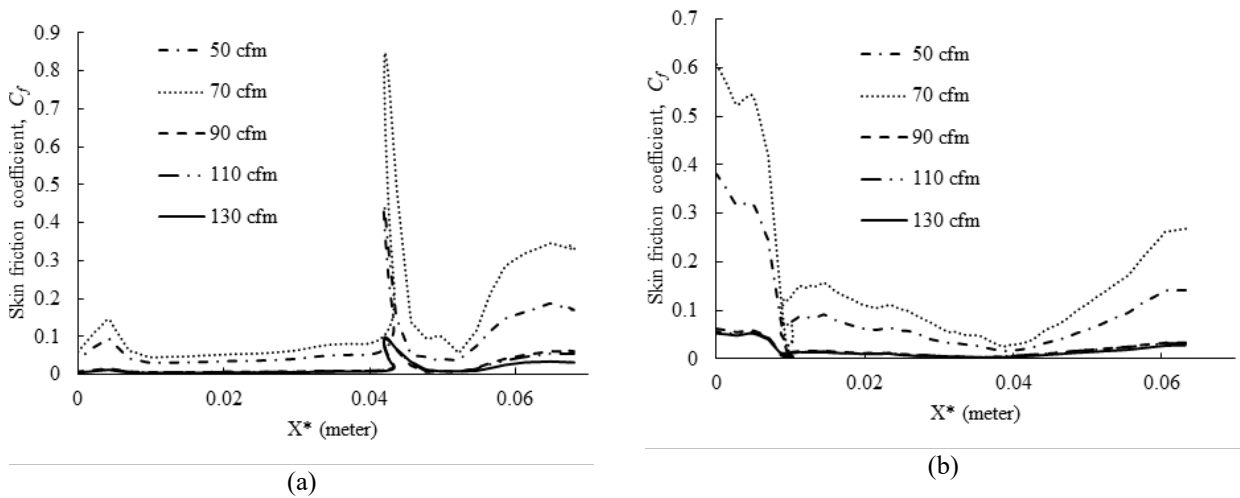 0.9
0.8
0.7
0.6
0.5
0.4
0.3
0.2
0.1
0
Skin friction coefficient, Cf
50 cfm
70 cfm
90 cfm
110 cfm
130 cfm
0
0.02
0.04
0.06
X* (meter)
(a)
0.7
0.6
0.5
0.4
0.3
0.2
0.1
0
Skin friction coefficient, Cf
50 cfm
70 cfm
90 cfm
110 cfm
130 cfm
0
0.02
0.04
0.06
X* (meter)
(b)